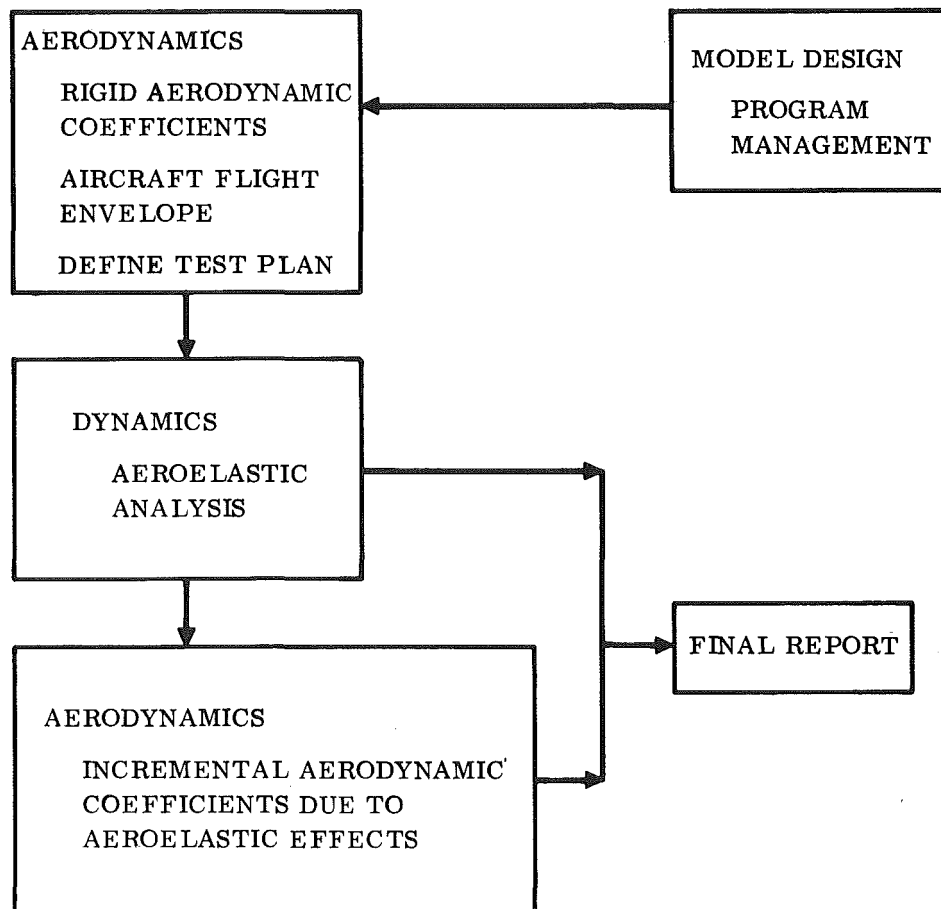 AERODYNAMICS
RIGID AERODYNAMIC
COEFFICIENTS
AIRCRAFT FLIGHT
ENVELOPE
DEFINE TEST PLAN
MODEL DESIGN
PROGRAM
MANAGEMENT
DYNAMICS
AEROELASTIC
ANALYSIS
FINAL REPORT
AERODYNAMICS
INCREMENTAL AERODYNAMIC
COEFFICIENTS DUE TO
AEROELASTIC EFFECTS